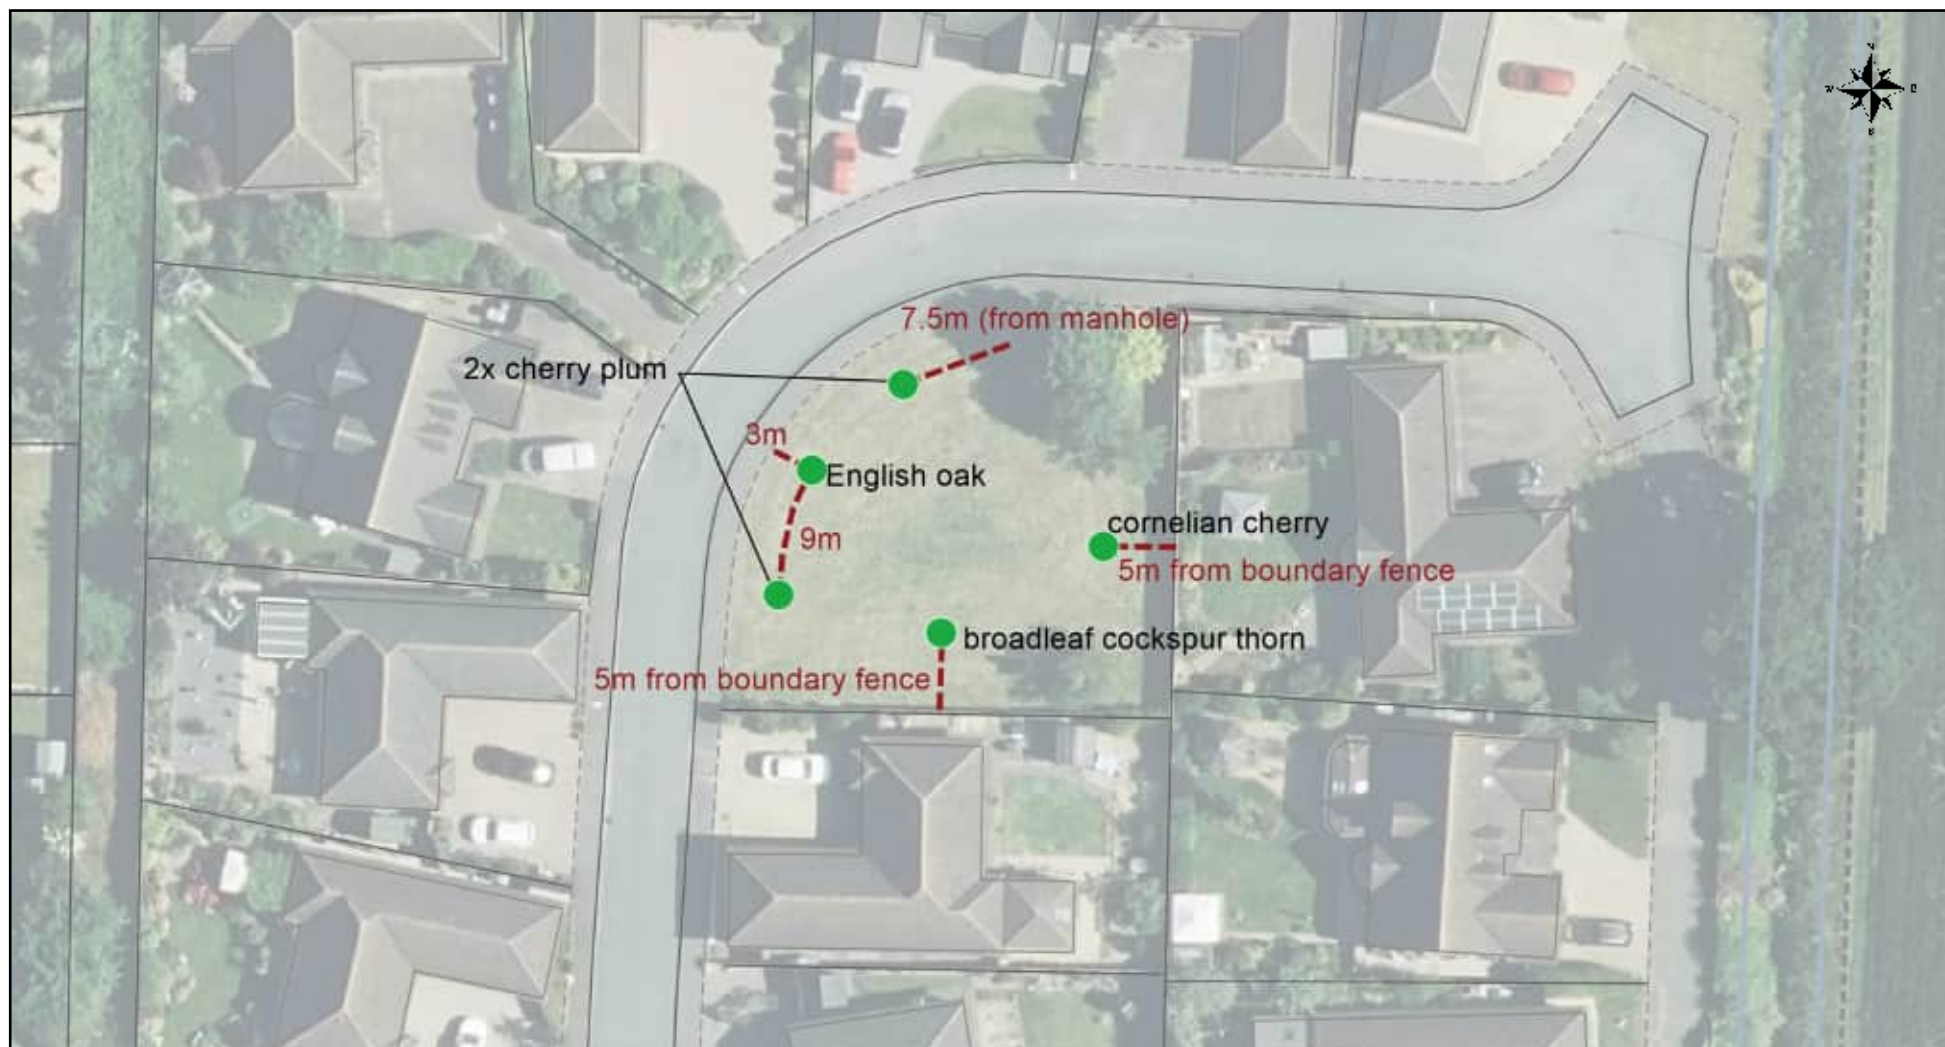 7.5m (from manhole)
2x cherry plum
3m
English oak
cornelian cherry
9m
5m from boundary fence
broadleaf cockspur thorn
5m from boundary fence